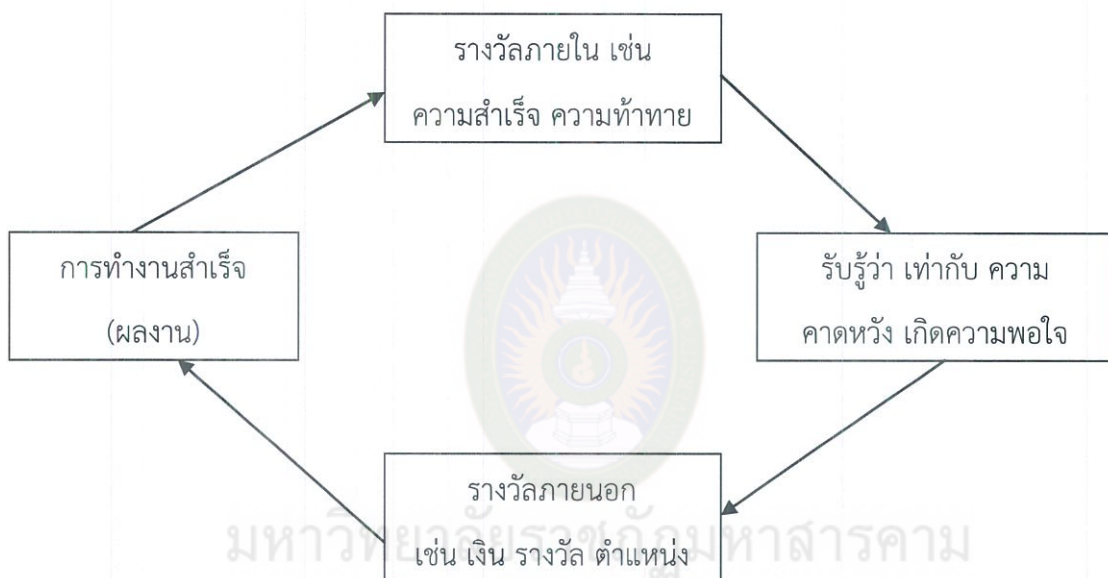 รางวัลภายใน เช่น
ความสำเร็จ ความท้าทาย
การทำงานสำเร็จ
(ผลงาน)
รับรู้ว่า เท่ากับ ความ
คาดหวัง เกิดความพอใจ
รางวัลภายนอก
เช่น เงิน รางวัล ตำแหน่ง
มหาวิทยาลัยราชภัฏมหาสารคาม